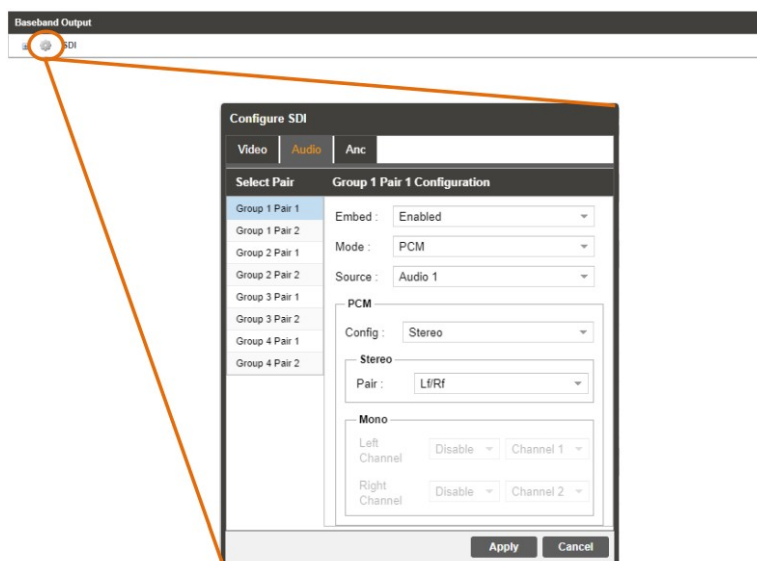 Baseband Output
SDI
Configure SDI
Video Audio Anc
Select Pair Group 1 Pair 1 Configuration
Group 1 Pair 1
Group 1 Pair 2
Group 2 Pair 1
Group 2 Pair 2
Group 3 Pair 1
Group 3 Pair 2
Group 4 Pair 1
Group 4 Pair 2
Embed : Enabled
Mode : PCM
Source : Audio 1
PCM
Config : Stereo
Stereo
Pair : Lf/Rf
Mono
Left Channel Disable Channel 1
Right Channel Disable Channel 2
Apply Cancel